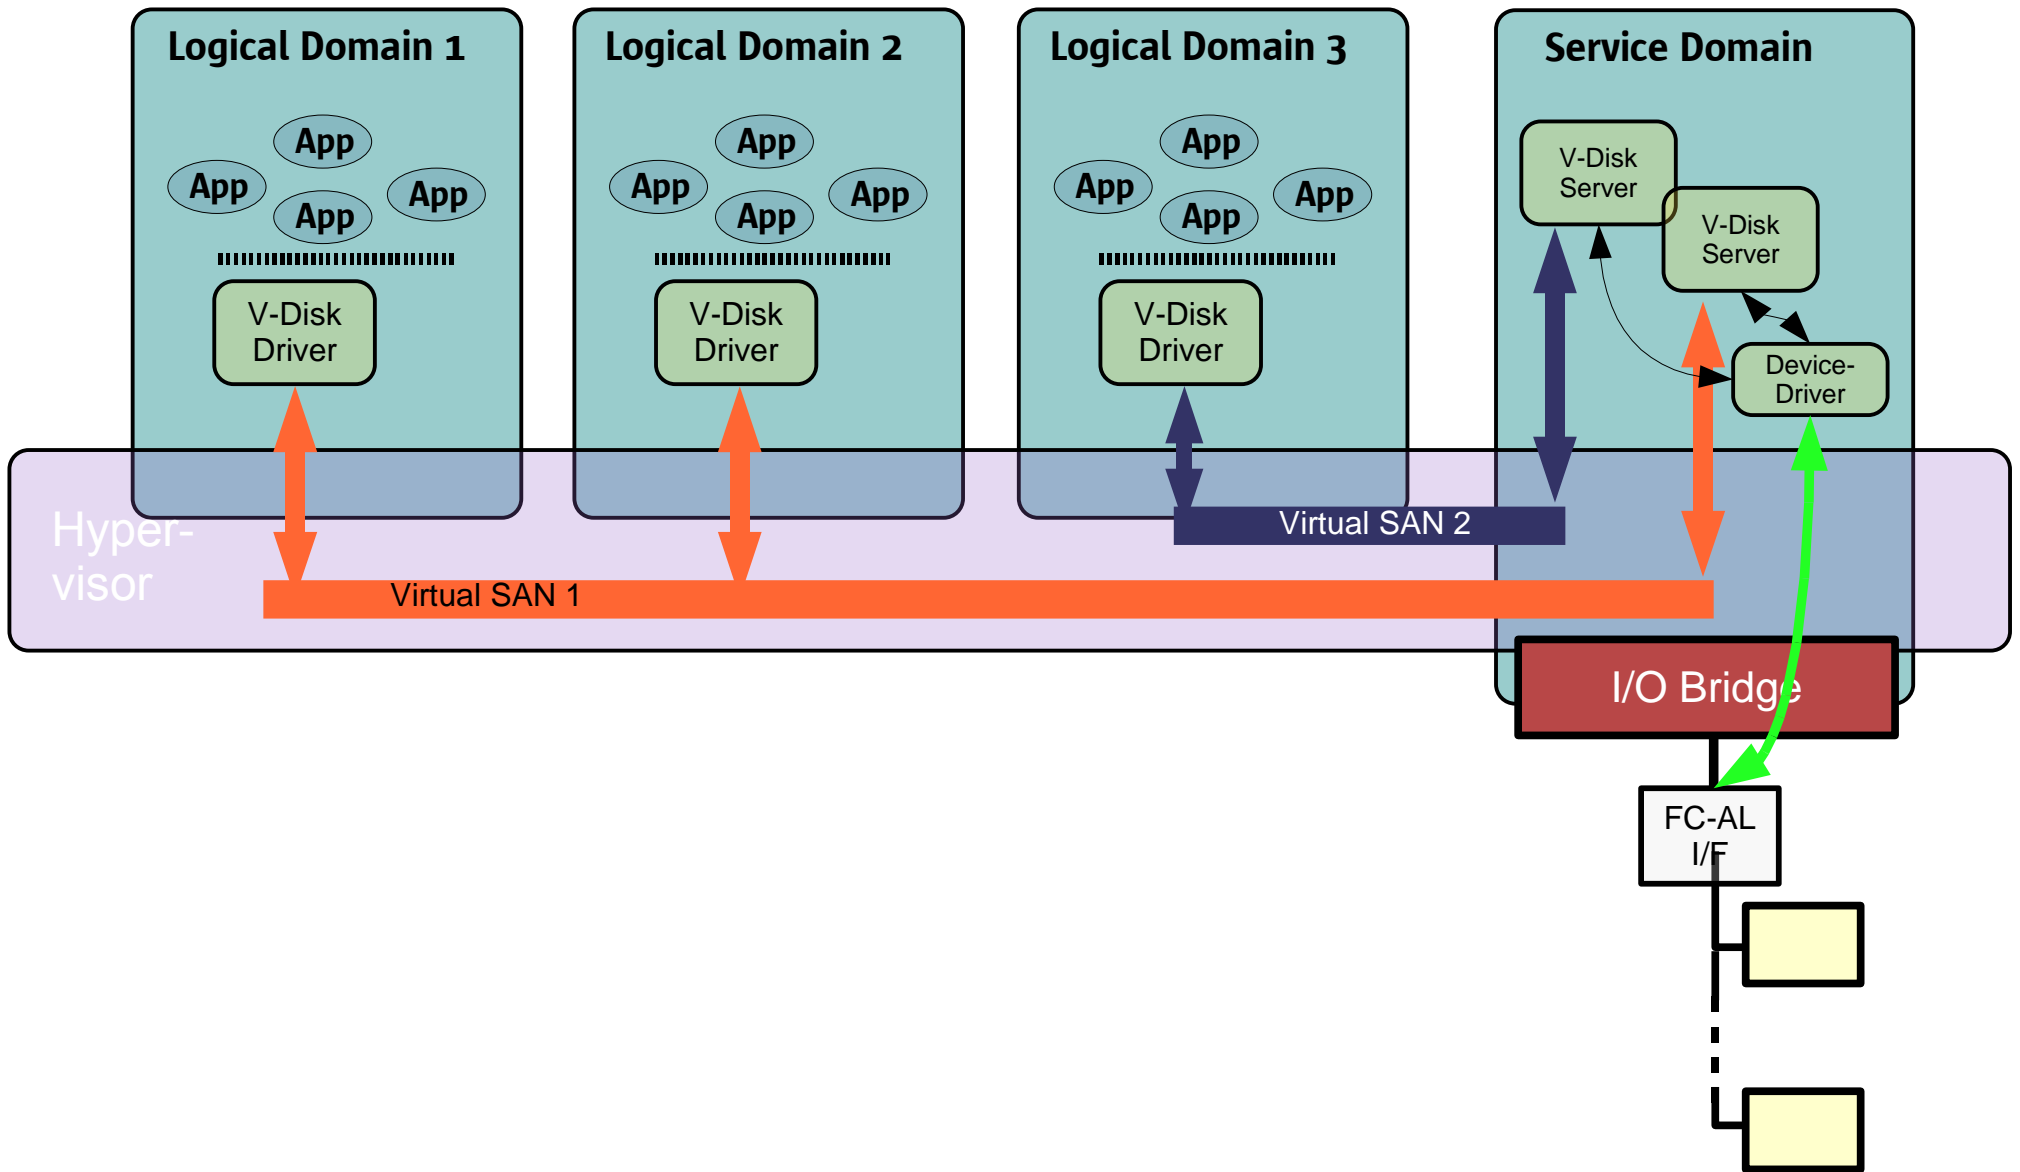 Logical Domain 1
App
App
App
App
V-Disk
Driver
Logical Domain 2
App
App
App
App
V-Disk
Driver
Logical Domain 3
App
App
App
App
V-Disk
Driver
Service Domain
V-Disk
Server
V-Disk
Server
Device-
Driver
Hyper-
visor
Virtual SAN 2
Virtual SAN 1
I/O Bridge
FC-AL
I/F